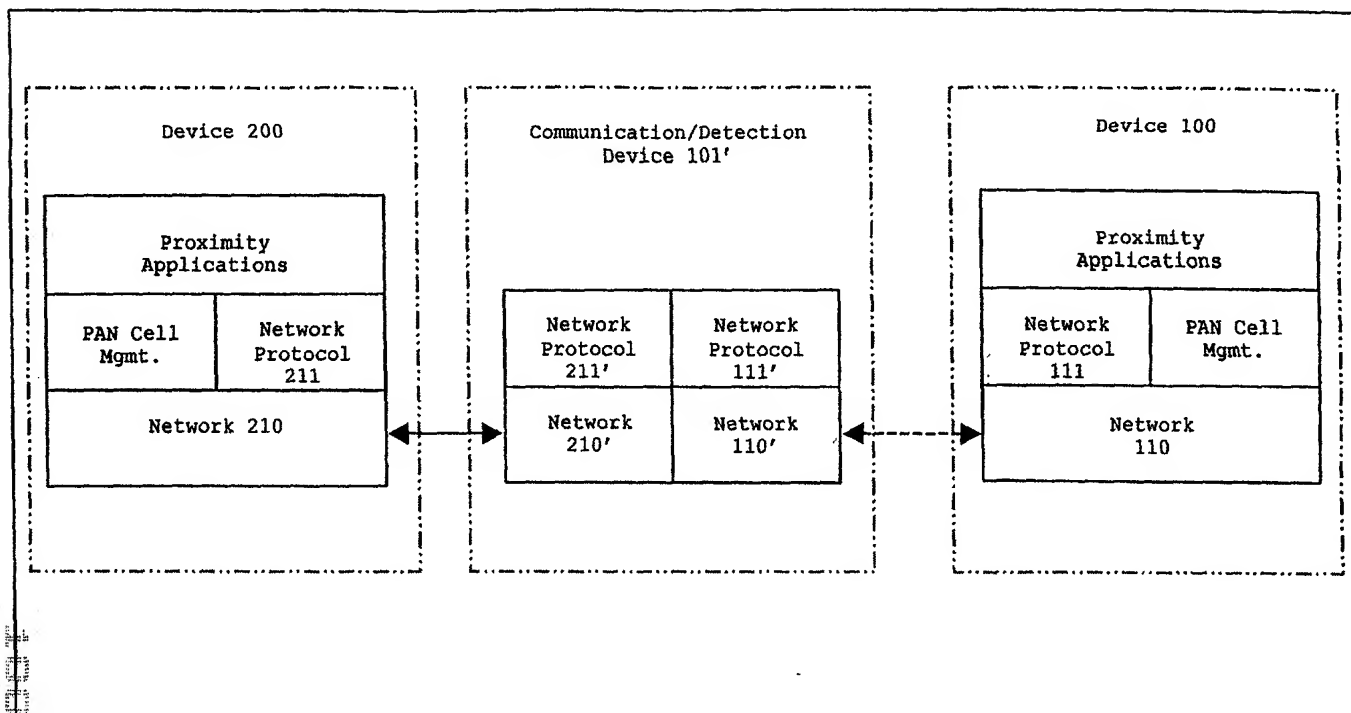 Device 200
Proximity
Applications
PAN Cell
Mgmt.
Network
Protocol
211
Network 210
Communication/Detection
Device 101'
Network
Protocol
211'
Network
Protocol
111'
Network
210'
Network
110'
Device 100
Proximity
Applications
Network
Protocol
111
PAN Cell
Mgmt.
Network
110